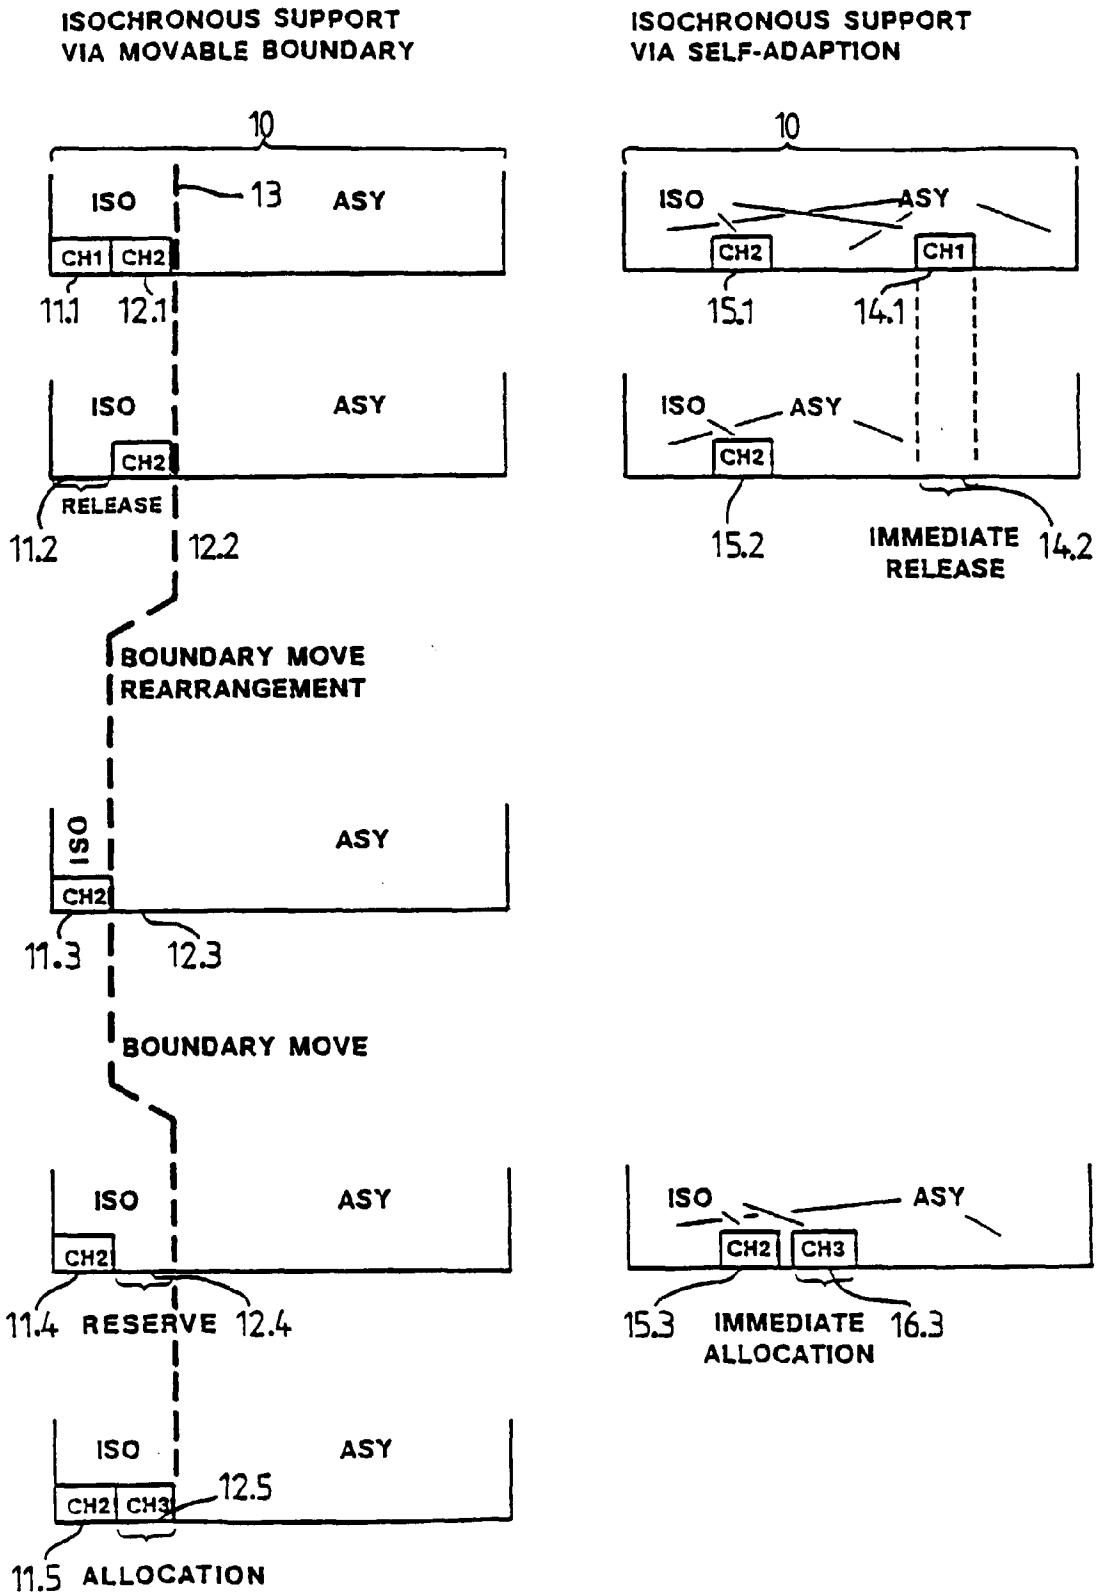 ISOCHRONOUS SUPPORT
VIA MOVABLE BOUNDARY
10
ISO
13
ASY
CH1
CH2
11.1
12.1
ISO
ASY
CH2
RELEASE
11.2
12.2
BOUNDARY MOVE
REARRANGEMENT
ISO
ASY
CH2
11.3
12.3
BOUNDARY MOVE
ISO
ASY
CH2
11.4
RESERVE
12.4
ISO
ASY
CH2
CH3
12.5
11.5
ALLOCATION
ISOCHRONOUS SUPPORT
VIA SELF-ADAPTION
10
ISO
ASY
CH2
CH1
15.1
14.1
ISO
ASY
CH2
15.2
IMMEDIATE
RELEASE
14.2
ISO
ASY
CH2
CH3
15.3
IMMEDIATE
ALLOCATION
16.3